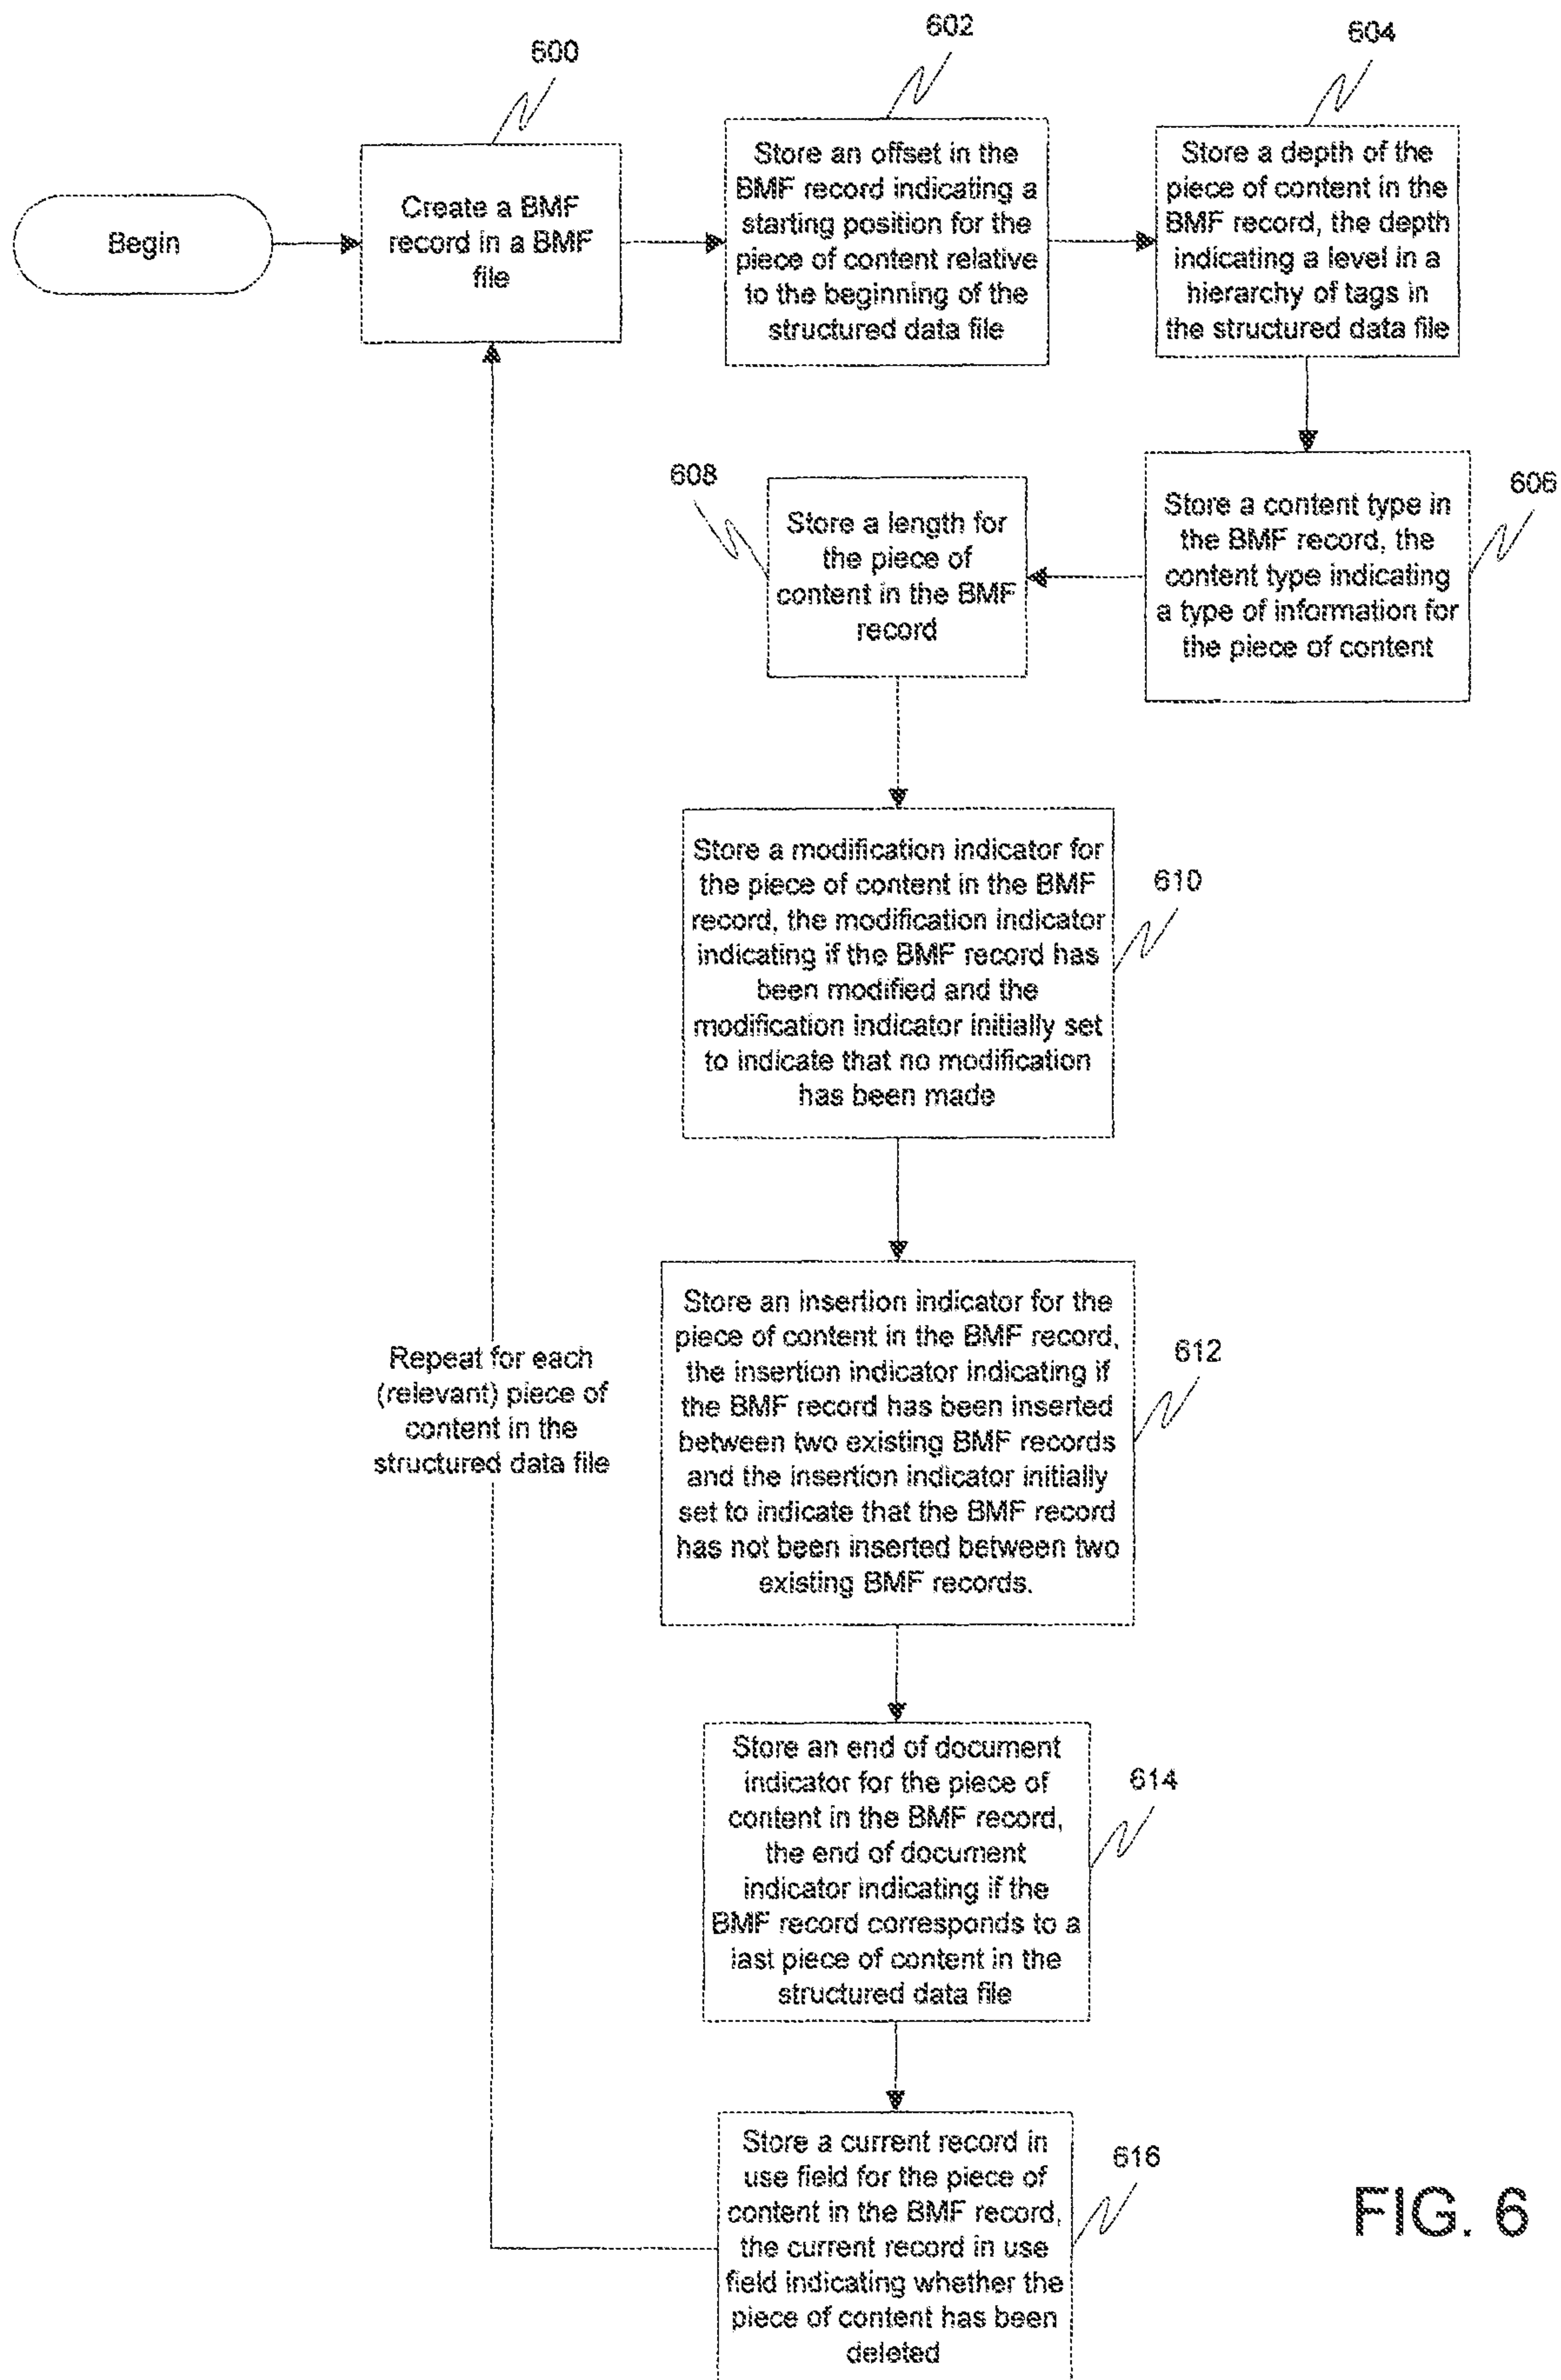 600
602
604
Begin
Create a BMF
record in a BMF
file
Store an offset in the
BMF record indicating a
starting position for the
piece of content relative
to the beginning of the
structured data file
Store a depth of the
piece of content in the
BMF record, the depth
indicating a level in a
hierarchy of tags in
the structured data file
608
606
Store a length for
the piece of
content in the BMF
record
Store a content type in
the BMF record, the
content type indicating
a type of information for
the piece of content
Store a modification indicator for
the piece of content in the BMF
record, the modification indicator
indicating if the BMF record has
been modified and the
modification indicator initially set
to indicate that no modification
has been made
610
Store an insertion indicator for the
piece of content in the BMF record,
the insertion indicator indicating if
the BMF record has been inserted
between two existing BMF records
and the insertion indicator initially
set to indicate that the BMF record
has not been inserted between two
existing BMF records.
612
Repeat for each
(relevant) piece of
content in the
structured data file
Store an end of document
indicator for the piece of
content in the BMF record,
the end of document
indicator indicating if the
BMF record corresponds to a
last piece of content in the
structured data file
614
Store a current record in
use field for the piece of
content in the BMF record,
the current record in use
field indicating whether the
piece of content has been
deleted
616
FIG. 6